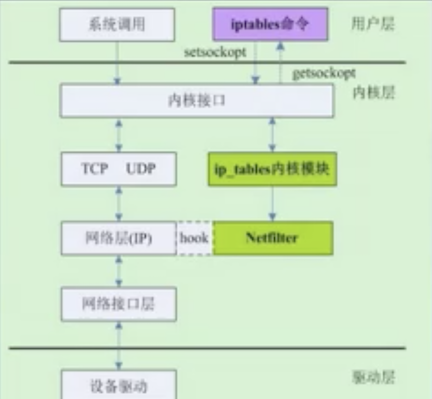 系统调用 iptables命令 用户层
setsockopt
getsockopt
内核接口 内核层
TCP UDP ip_tables内核模块
网络层(IP) hook Netfilter
网络接口层
设备驱动 驱动层